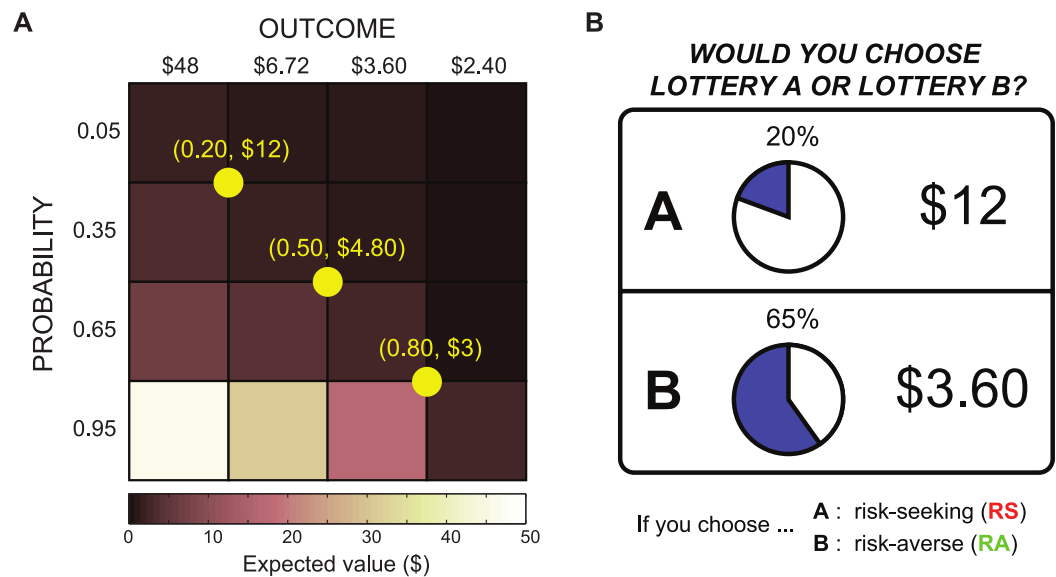 A
OUTCOME
$48 $6.72 $3.60 $2.40
PROBABILITY
0.05
0.35
0.65
0.95
(0.20, $12)
(0.50, $4.80)
(0.80, $3)
0 10 20 30 40 50
Expected value ($)
B
WOULD YOU CHOOSE
LOTTERY A OR LOTTERY B?
20%
A $12
65%
B $3.60
If you choose ...
A : risk-seeking (RS)
B : risk-averse (RA)